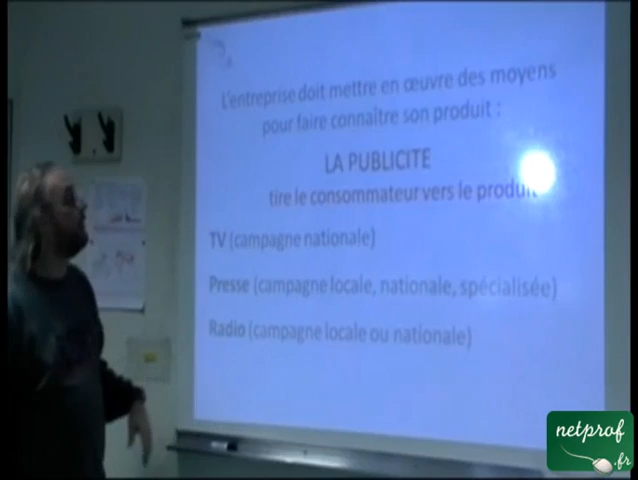 L'entreprise doit mettre en œuvre des moyens
pour faire connaître son produit :
LA PUBLICITE
tire le consommateur vers le produit
TV (campagne nationale)
Presse (campagne locale, nationale, spécialisée)
Radio (campagne locale ou nationale)
netprof
.fr